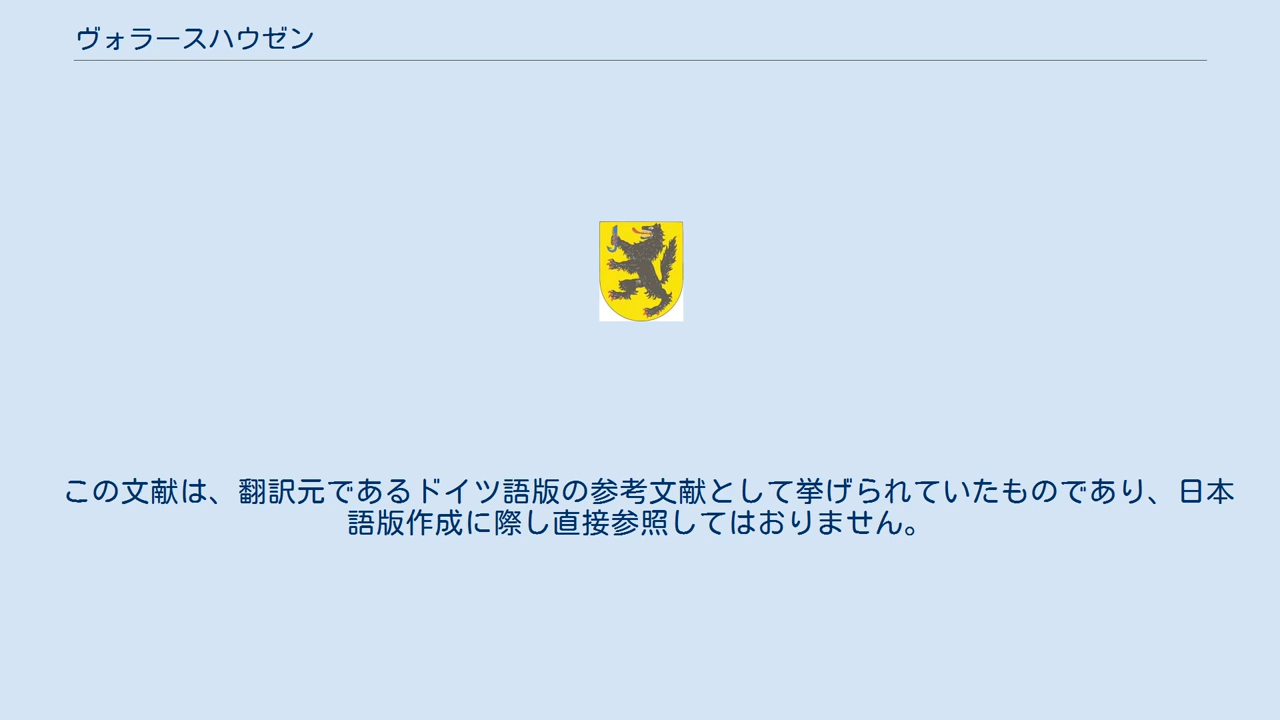 ヴォラースハウゼン
この文献は、翻訳元であるドイツ語版の参考文献として挙げられていたものであり、日本
語版作成に際し直接参照してはおりません。